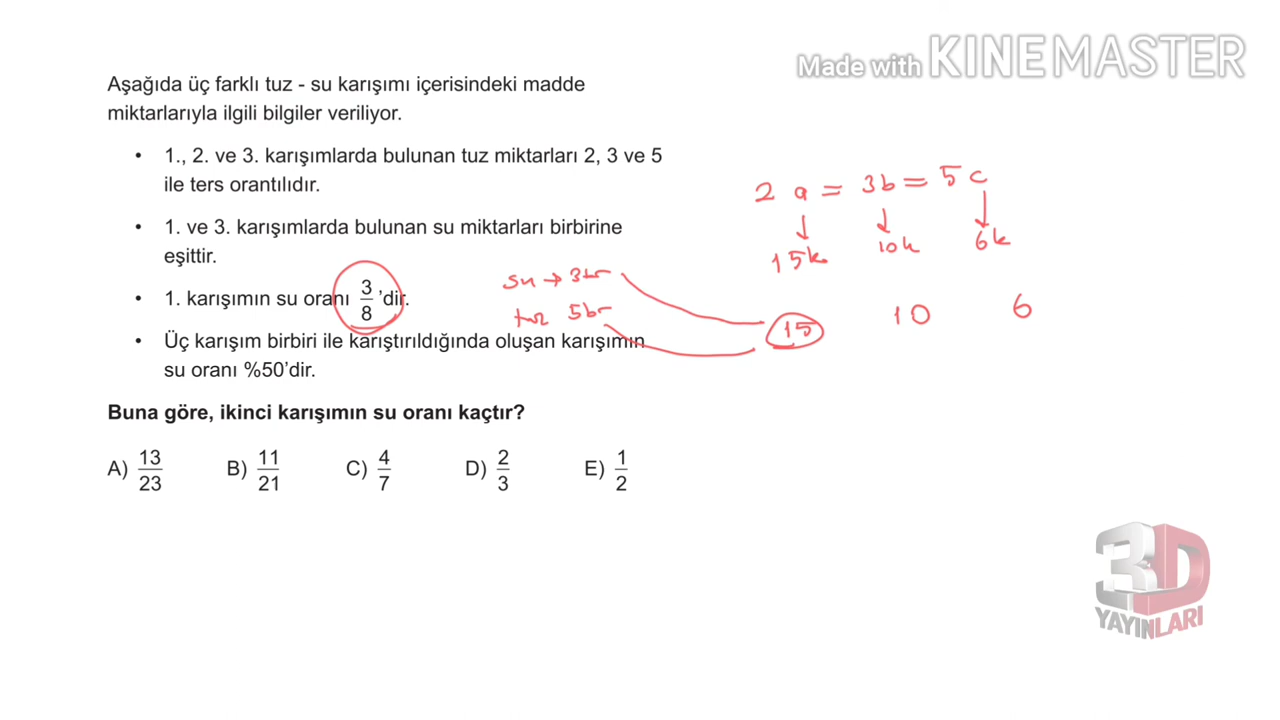 Made with KINEMASTER
Aşağıda üç farklı tuz - su karışımı içerisindeki madde
miktarlarıyla ilgili bilgiler veriliyor.
• 1., 2. ve 3. karışımlarda bulunan tuz miktarları 2, 3 ve 5
ile ters orantılıdır.
• 1. ve 3. karışımlarda bulunan su miktarları birbirine
eşittir.
• 1. karışımın su oranı 3/8 'dir.
• Üç karışım birbiri ile karıştırıldığında oluşan karışımın
su oranı %50'dir.
Buna göre, ikinci karışımın su oranı kaçtır?
A) 13/23 B) 11/21 C) 4/7 D) 2/3 E) 1/2
2a = 3b = 5c
15k 10k 6k
su → 3br
tuz 5br
15 10 6
3D
YAYINLARI